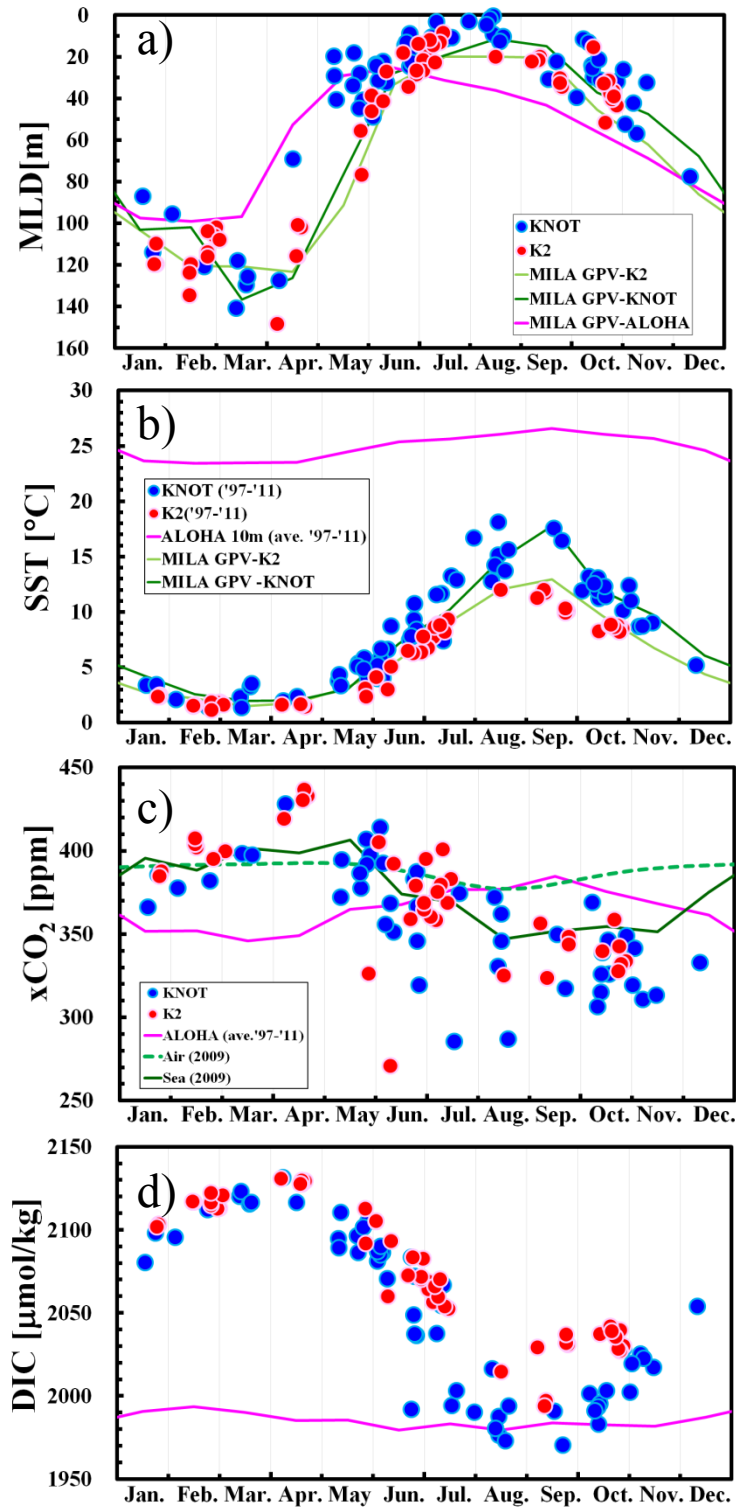 a)
MLD[m]
0
20
40
60
80
100
120
140
160
KNOT
K2
MILA GPV-K2
MILA GPV-KNOT
MILA GPV-ALOHA
Jan. Feb. Mar. Apr. May Jun. Jul. Aug. Sep. Oct. Nov. Dec.
b)
SST [°C]
30
25
20
15
10
5
0
KNOT ('97-'11)
K2('97-'11)
ALOHA 10m (ave. '97-'11)
MILA GPV-K2
MILA GPV -KNOT
Jan. Feb. Mar. Apr. May Jun. Jul. Aug. Sep. Oct. Nov. Dec.
c)
xCO₂ [ppm]
450
400
350
300
250
KNOT
K2
ALOHA (ave.'97-'11)
Air (2009)
Sea (2009)
Jan. Feb. Mar. Apr. May Jun. Jul. Aug. Sep. Oct. Nov. Dec.
d)
DIC [µmol/kg]
2150
2100
2050
2000
1950
Jan. Feb. Mar. Apr. May Jun. Jul. Aug. Sep. Oct. Nov. Dec.